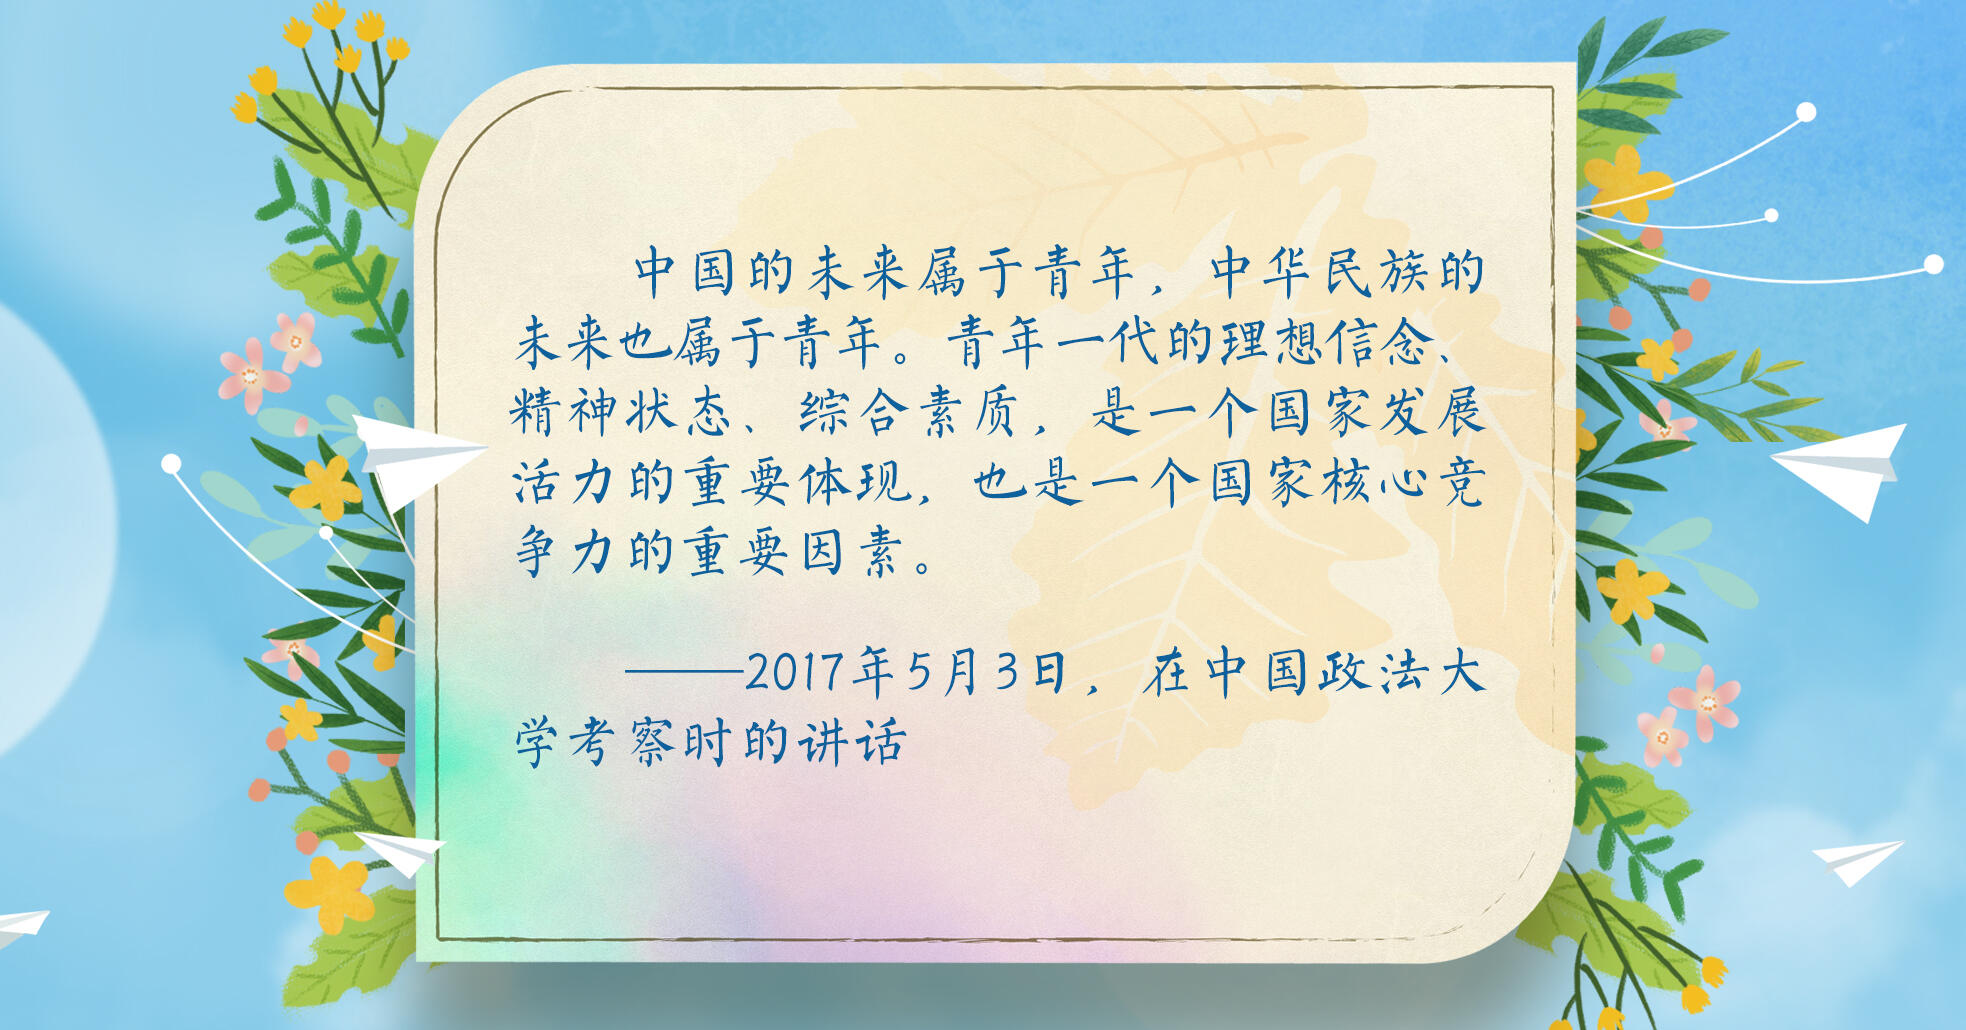 中国的未来属于青年，中华民族的
未来也属于青年。青年一代的理想信念、
精神状态、综合素质，是一个国家发展
活力的重要体现，也是一个国家核心竞
争力的重要因素。
——2017年5月3日，在中国政法大
学考察时的讲话